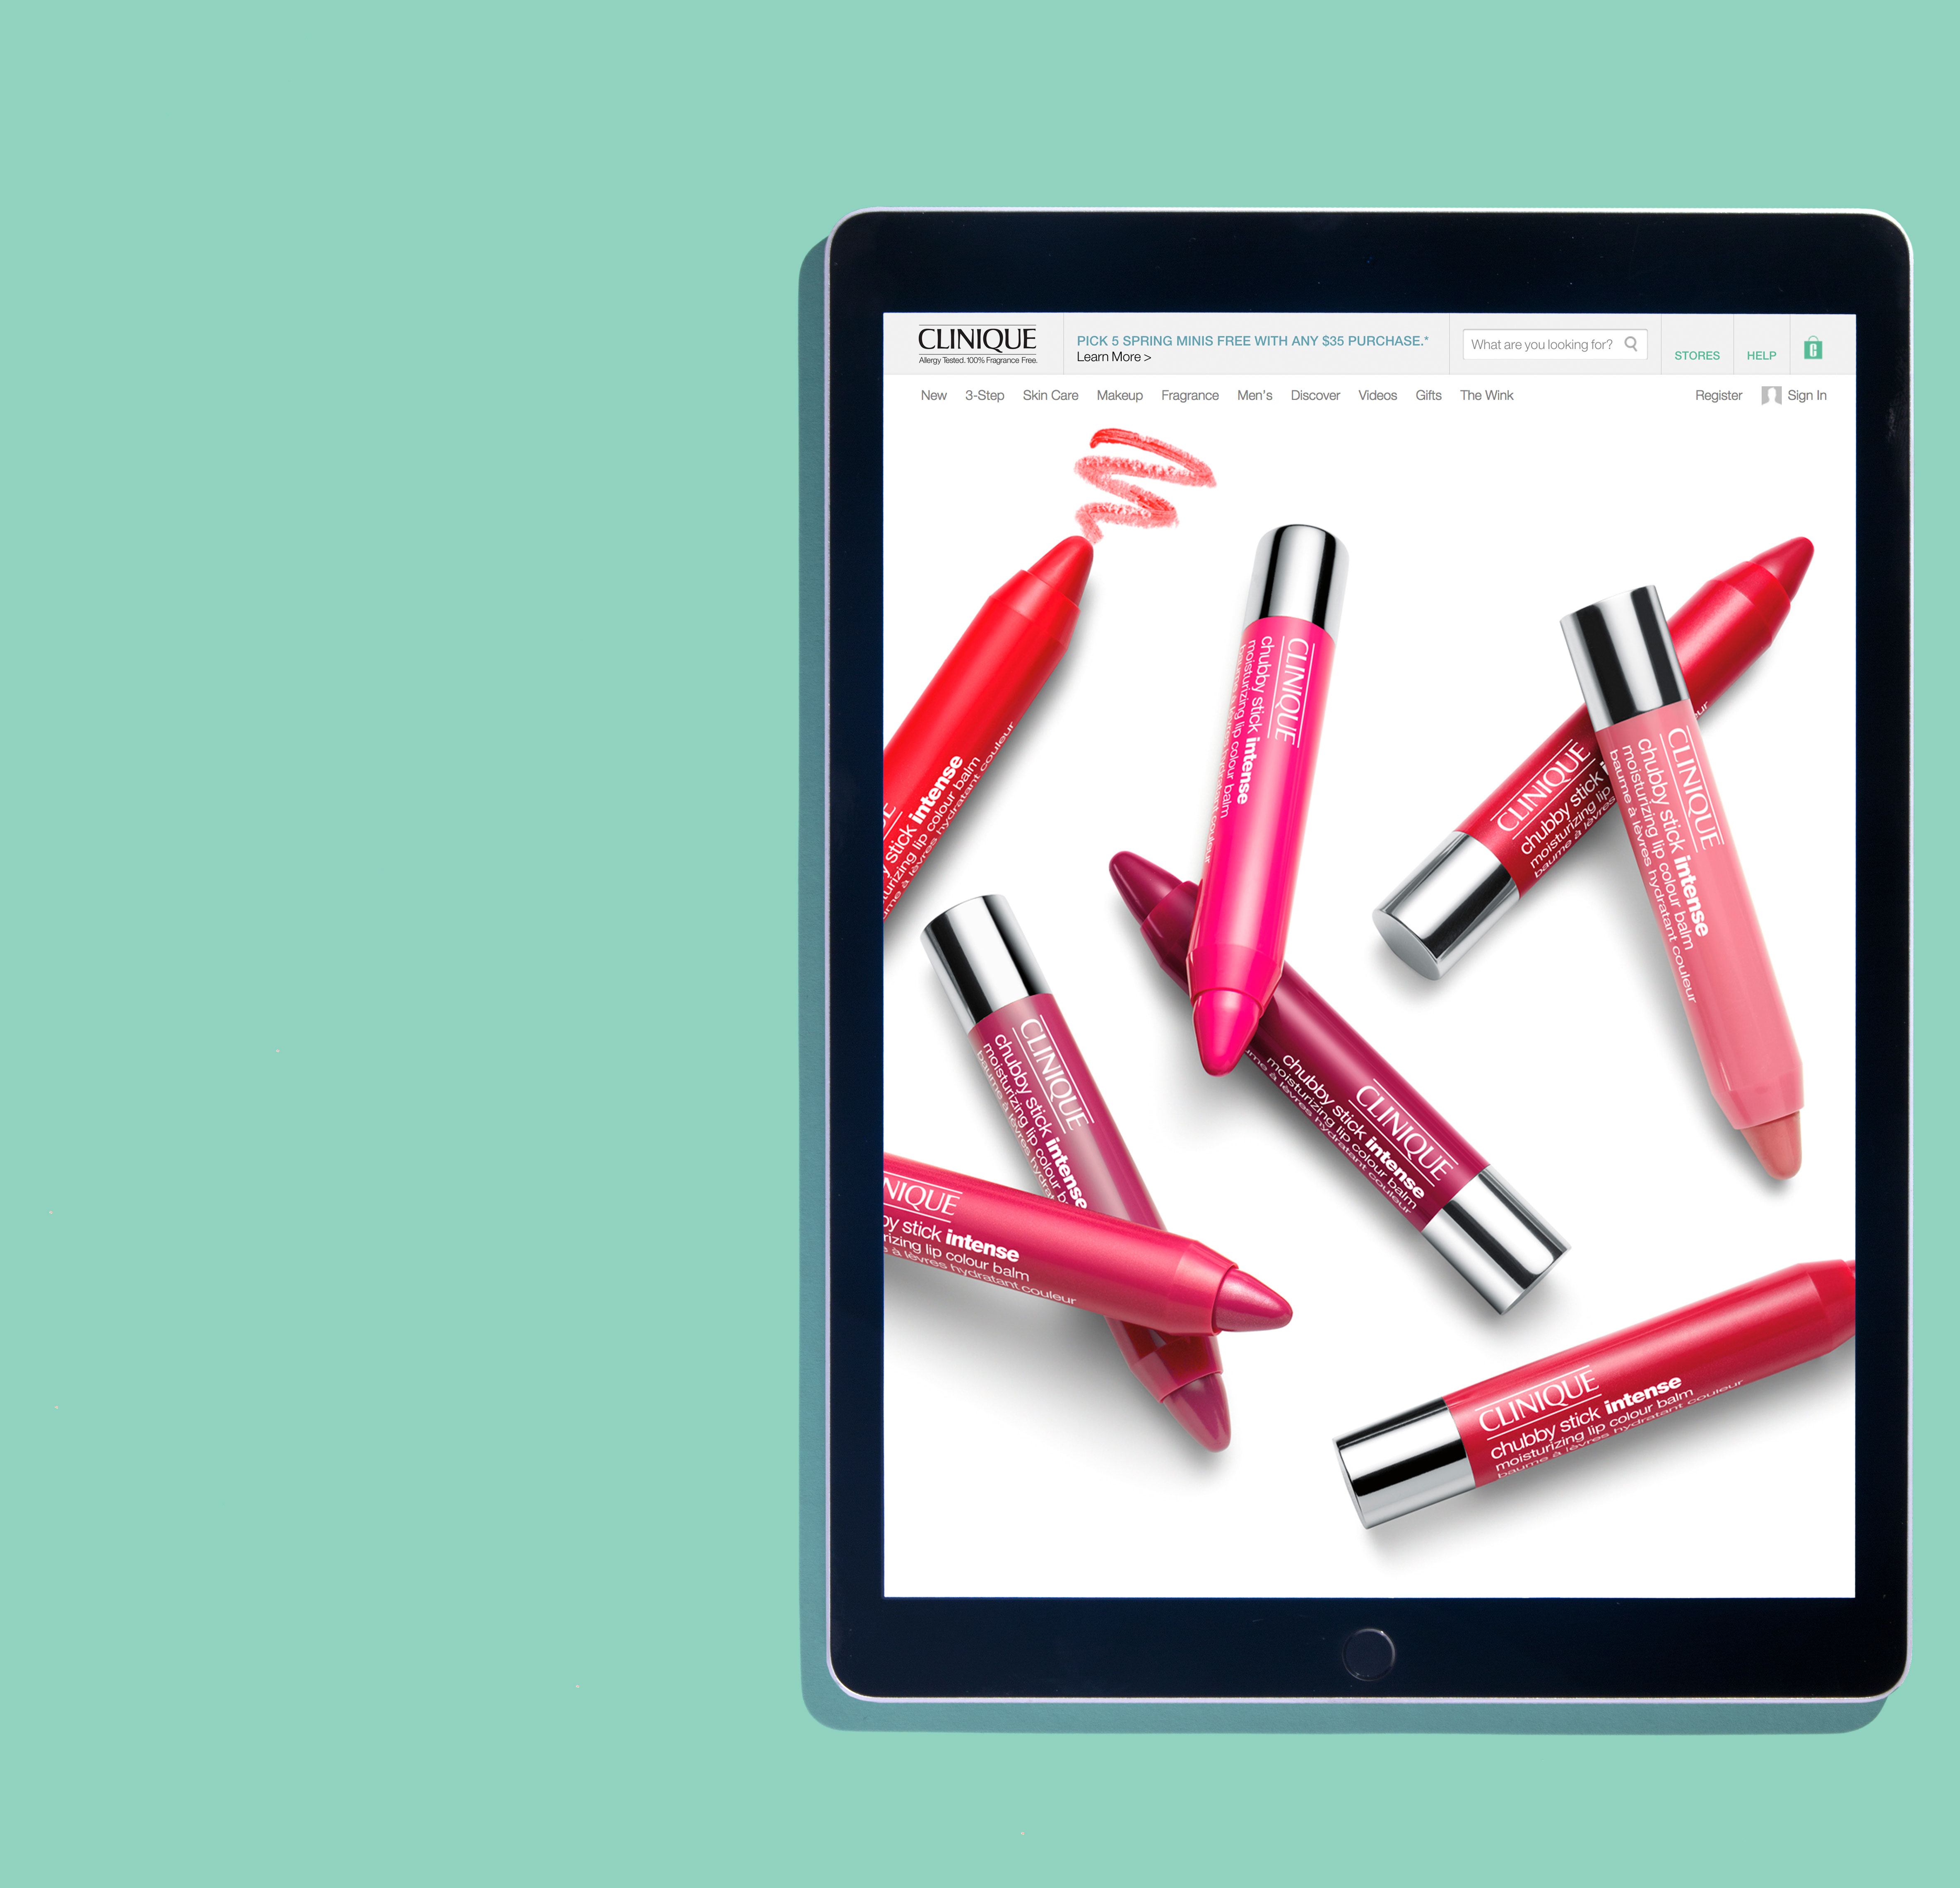 CLINIQUE
Allergy Tested. 100% Fragrance Free.
PICK 5 SPRING MINIS FREE WITH ANY $35 PURCHASE.*
Learn More >
What are you looking for?
STORES
HELP
C
New 3-Step Skin Care Makeup Fragrance Men's Discover Videos Gifts The Wink
Register Sign In
stick intense
lip colour balm
hydratant couleur
CLINIQUE
chubby stick intense
moisturizing lip colour balm
CLINIQUE
chubby stick
moisturizing lip
baume à lèvres
CLINIQUE
chubby stick intense
moisturizing lip colour balm
baume à lèvres hydratant couleur
CLINIQUE
chubby stick intense
moisturizing lip colour
baume à lèvres
CLINIQUE
chubby stick intense
moisturizing lip colour balm
à lèvres hydratant couleur
NIQUE
by stick intense
rizing lip colour balm
à lèvres hydratant couleur
CLINIQUE
chubby stick intense
moisturizing lip colour balm
baume à lèvres hydratant couleur